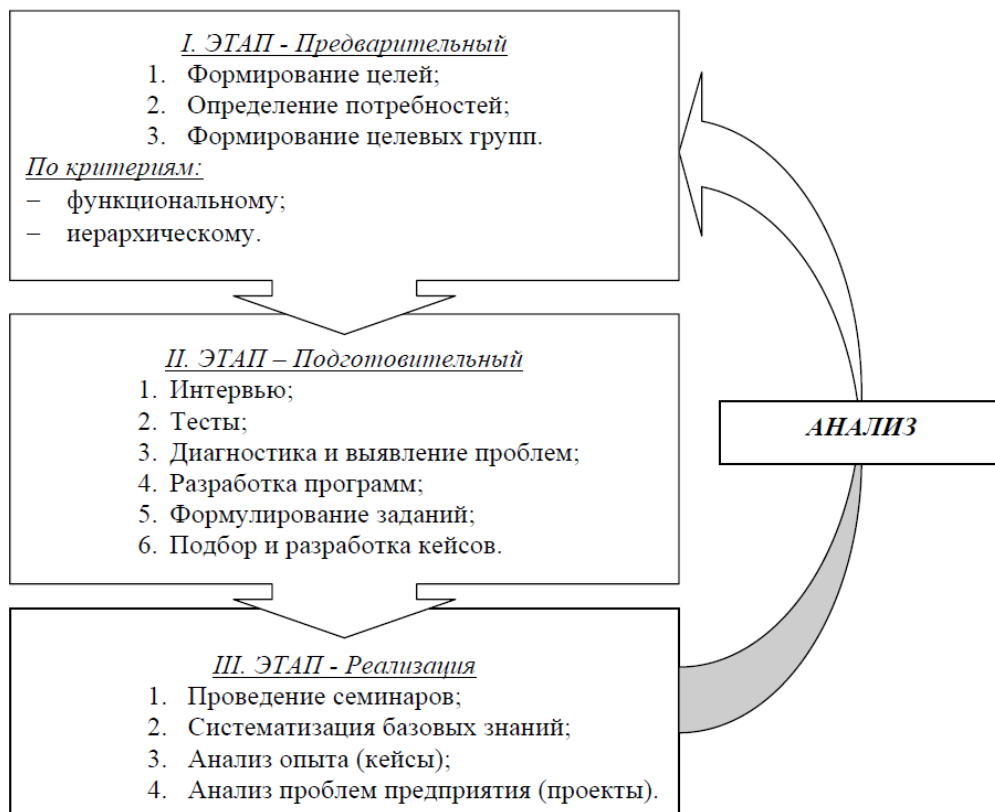 I. ЭТАП - Предварительный
1. Формирование целей;
2. Определение потребностей;
3. Формирование целевых групп.
По критериям:
– функциональному;
– иерархическому.
II. ЭТАП – Подготовительный
1. Интервью;
2. Тесты;
3. Диагностика и выявление проблем;
4. Разработка программ;
5. Формулирование заданий;
6. Подбор и разработка кейсов.
АНАЛИЗ
III. ЭТАП - Реализация
1. Проведение семинаров;
2. Систематизация базовых знаний;
3. Анализ опыта (кейсы);
4. Анализ проблем предприятия (проекты).